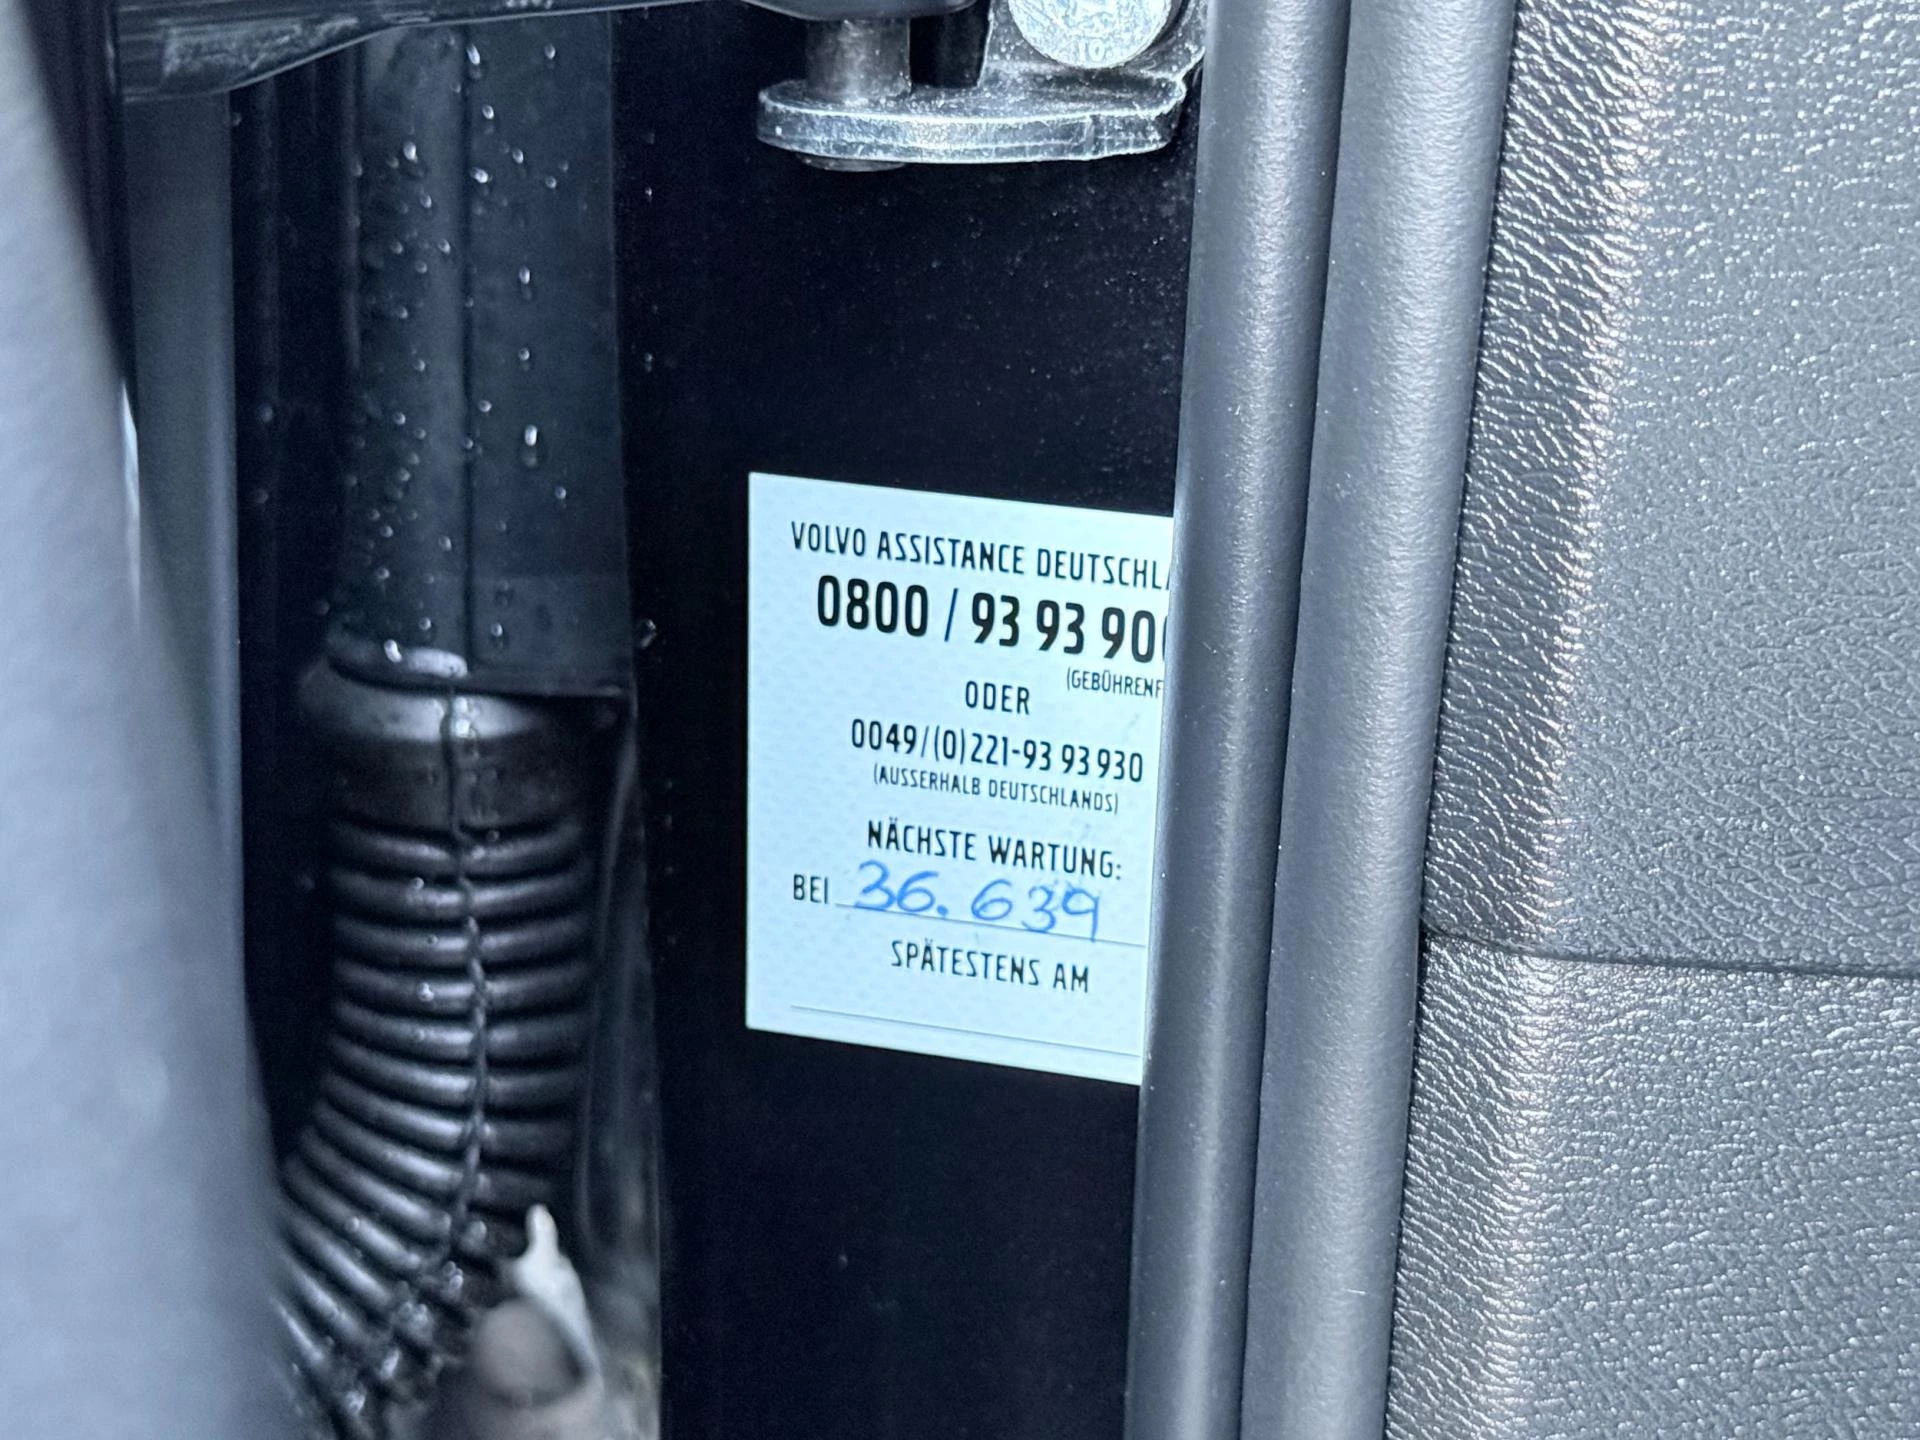 VOLVO ASSISTANCE DEUTSCHLA
0800 / 93 93 90
(GEBÜHRENF
ODER
0049/(0)221-93 93 930
(AUSSERHALB DEUTSCHLANDS)
NÄCHSTE WARTUNG:
BEI 36.639
SPÄTESTENS AM